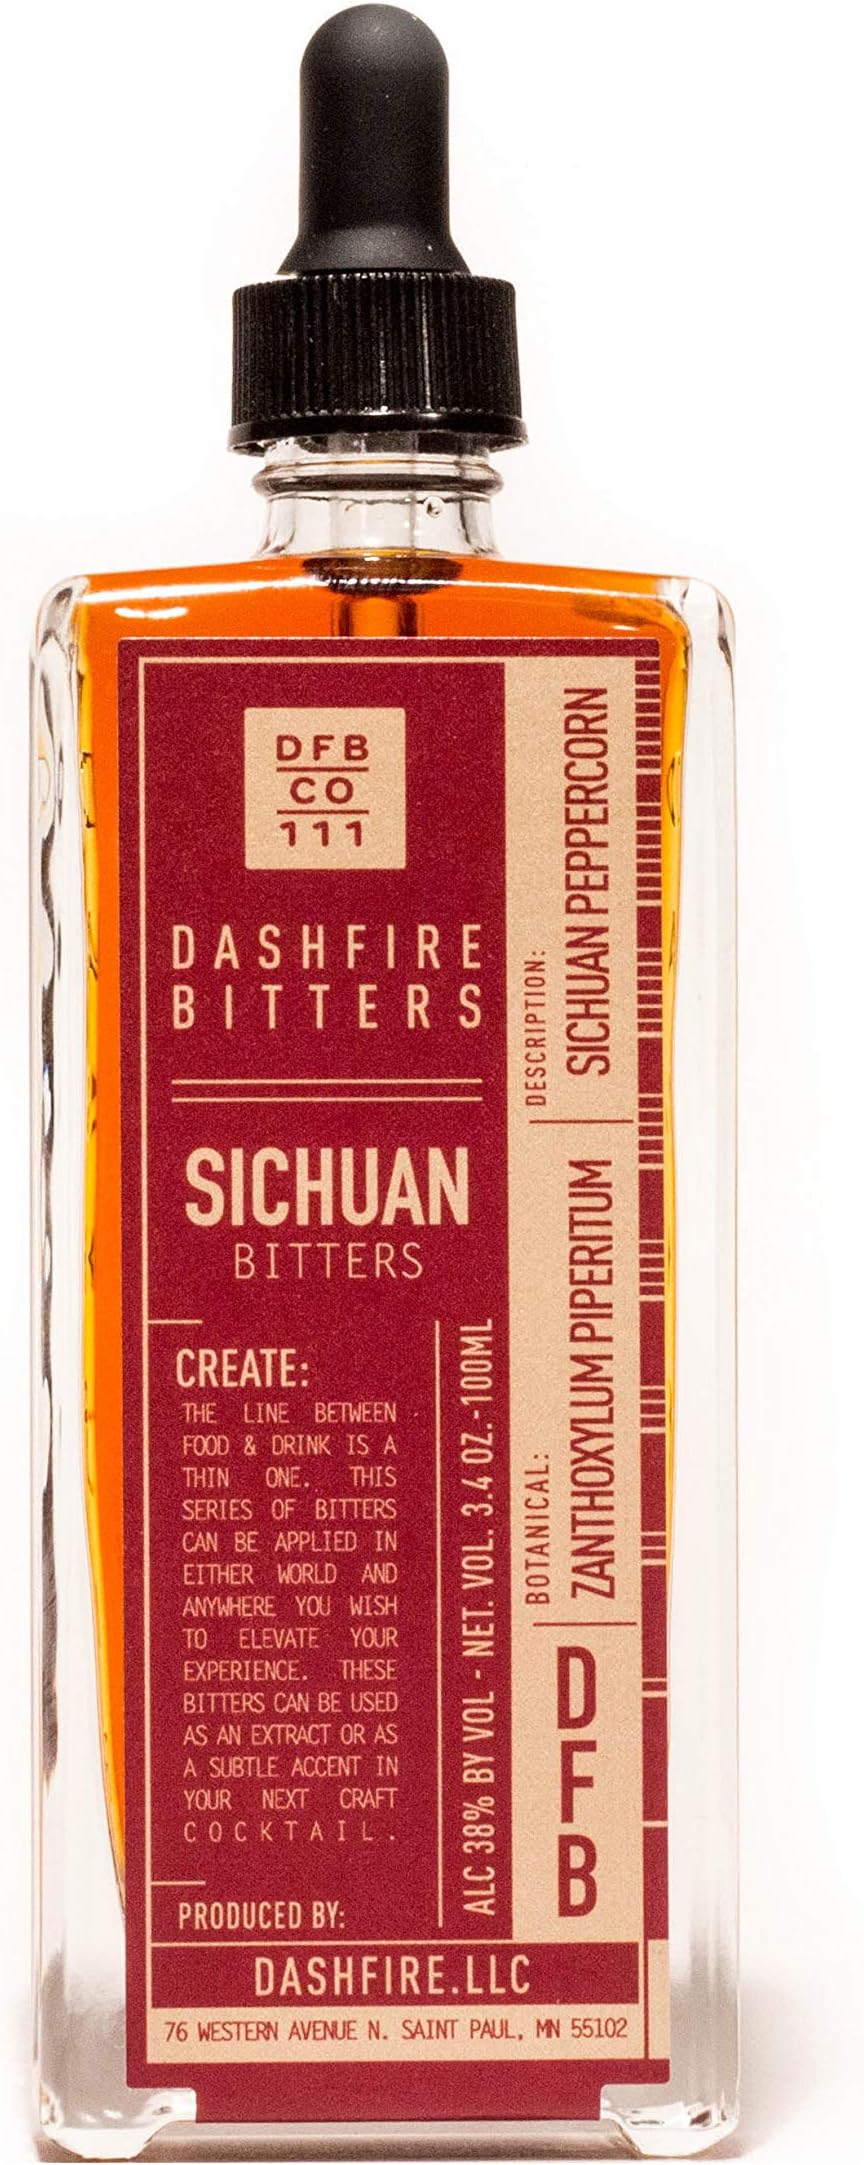 DFB
CO
111
DASHFIRE
BITTERS
SICHUAN
BITTERS
CREATE:
THE LINE BETWEEN
FOOD & DRINK IS A
THIN ONE. THIS
SERIES OF BITTERS
CAN BE APPLIED IN
EITHER WORLD AND
ANYWHERE YOU WISH
TO ELEVATE YOUR
EXPERIENCE. THESE
BITTERS CAN BE USED
AS AN EXTRACT OR AS
A SUBTLE ACCENT IN
YOUR NEXT CRAFT
COCKTAIL.
ALC 38% BY VOL - NET. VOL. 3.4 OZ.-100ML
DESCRIPTION:
SICHUAN PEPPERCORN
BOTANICAL:
ZANTHOXYLUM PIPERITUM
DFB
PRODUCED BY:
DASHFIRE.LLC
76 WESTERN AVENUE N. SAINT PAUL, MN 55102